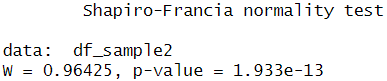 Shapiro-Francia normality test
data:  df_sample2
W = 0.96425, p-value = 1.933e-13